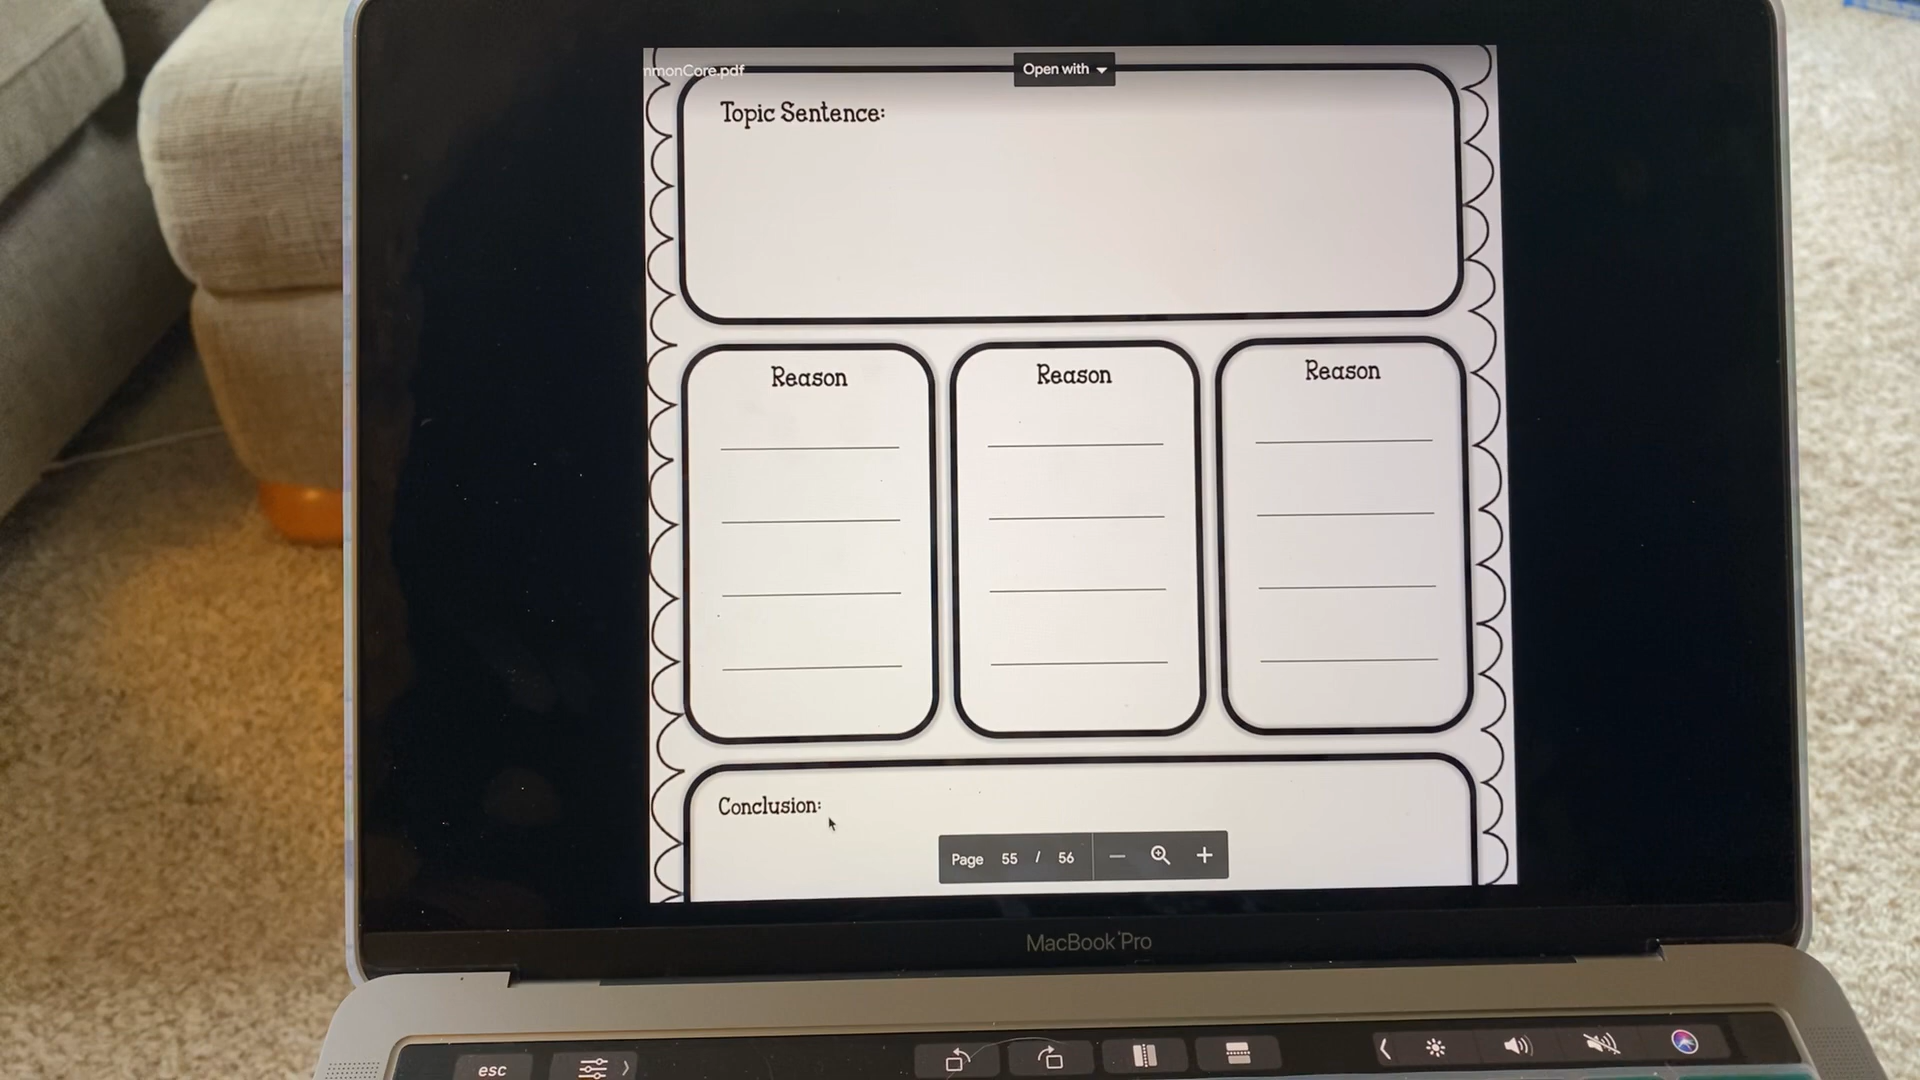 nmonCore.pdf
Open with
Topic Sentence:
Reason Reason Reason
Conclusion:
Page 55 / 56
MacBook Pro
esc